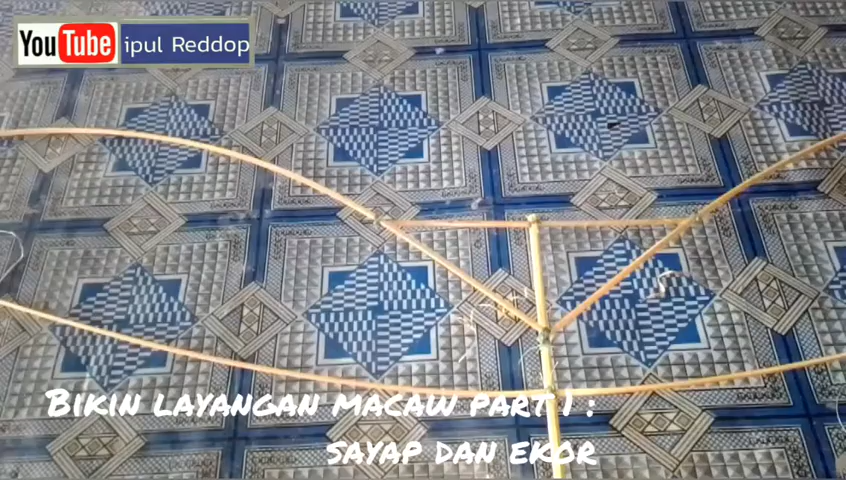 YouTube ipul Reddop
BIKIN LAYANGAN MACAW PART 1 :
SAYAP DAN EKOR